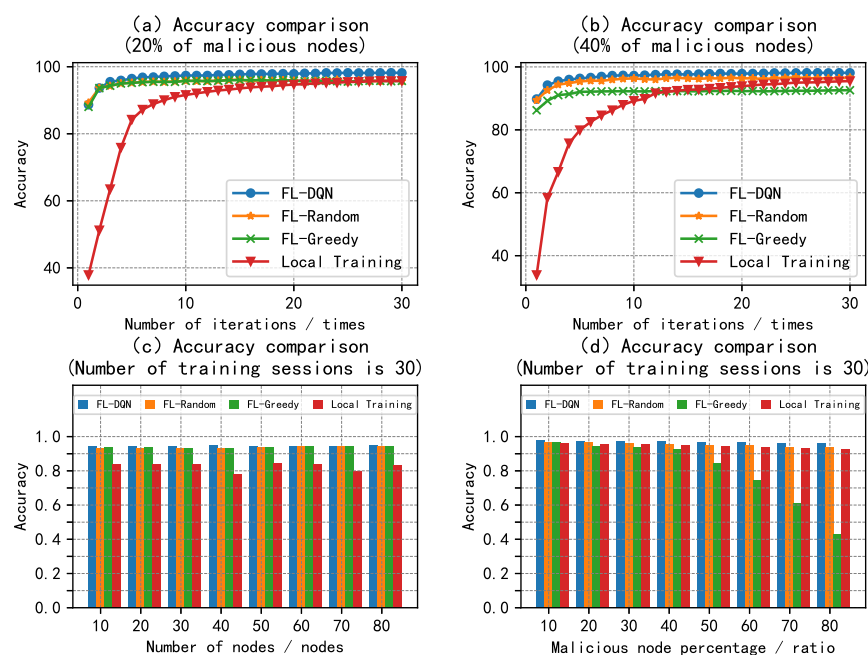 (a) Accuracy comparison
(20% of malicious nodes)
100
80
60
40
Accuracy
FL-DQN
FL-Random
FL-Greedy
Local Training
0 10 20 30
Number of iterations / times
(b) Accuracy comparison
(40% of malicious nodes)
100
80
60
40
Accuracy
FL-DQN
FL-Random
FL-Greedy
Local Training
0 10 20 30
Number of iterations / times
(c) Accuracy comparison
(Number of training sessions is 30)
FL-DQN FL-Random FL-Greedy Local Training
1.0
0.8
0.6
0.4
0.2
0.0
Accuracy
10 20 30 40 50 60 70 80
Number of nodes / nodes
(d) Accuracy comparison
(Number of training sessions is 30)
FL-DQN FL-Random FL-Greedy Local Training
1.0
0.8
0.6
0.4
0.2
0.0
Accuracy
10 20 30 40 50 60 70 80
Malicious node percentage / ratio